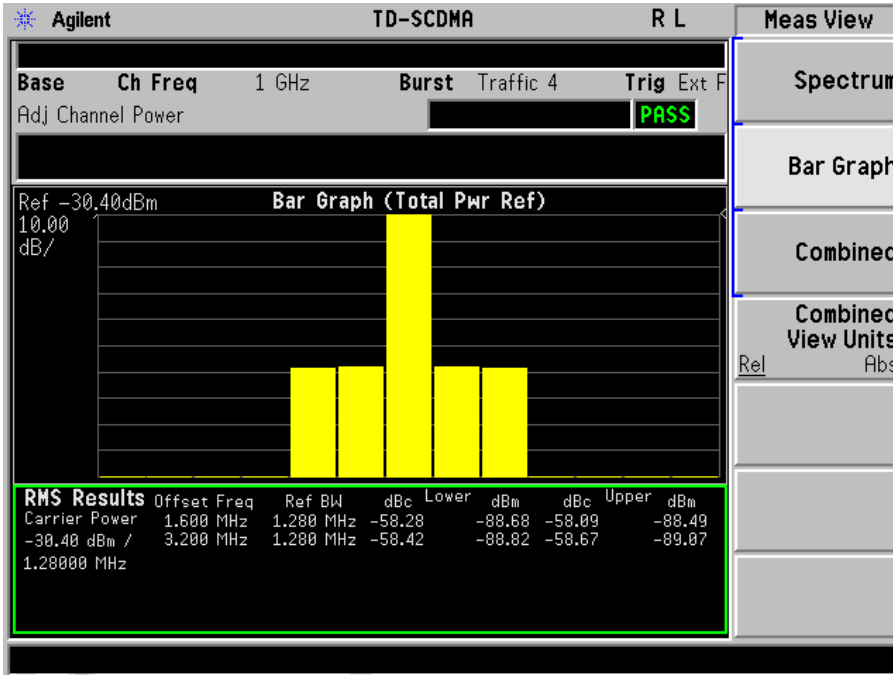 Agilent TD-SCDMA R L Meas View
Base Ch Freq 1 GHz Burst Traffic 4 Trig Ext F
Adj Channel Power PASS
Spectrum
Bar Graph
Ref -30.40dBm Bar Graph (Total Pwr Ref)
10.00
dB/
Combined
Combined
View Units
Rel Abs
RMS Results Offset Freq Ref BW dBc Lower dBm dBc Upper dBm
Carrier Power 1.600 MHz 1.280 MHz -58.28 -88.68 -58.09 -88.49
-30.40 dBm / 3.200 MHz 1.280 MHz -58.42 -88.82 -58.67 -89.07
1.28000 MHz